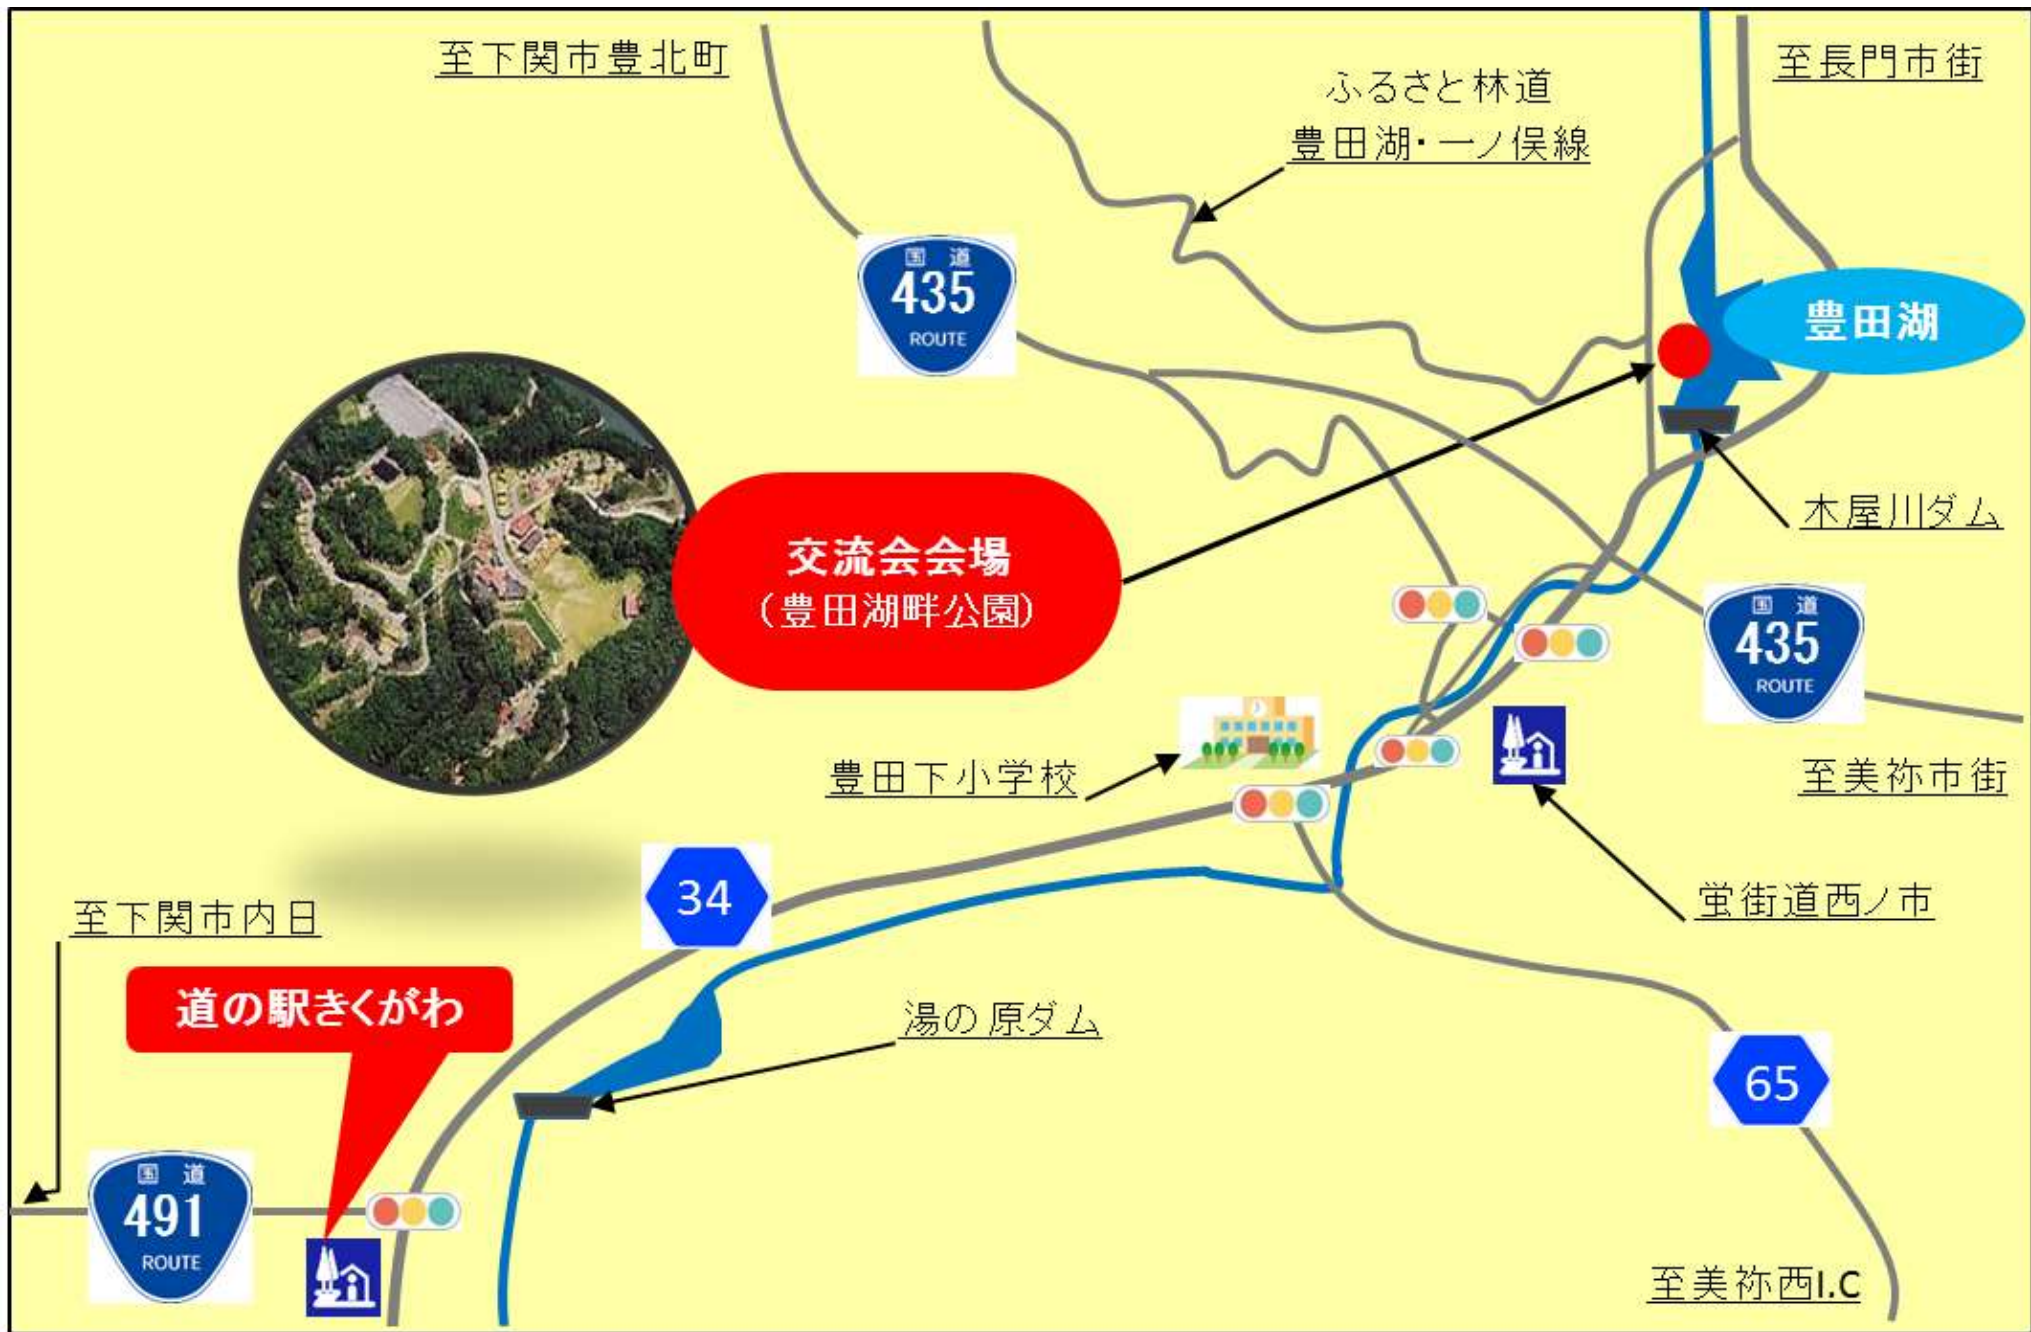 至下関市豊北町
至長門市街
ふるさと林道
豊田湖・一ノ俣線
国道
435
ROUTE
豊田湖
木屋川ダム
交流会会場
（豊田湖畔公園）
国道
435
ROUTE
豊田下小学校
至美祢市街
34
蛍街道西ノ市
至下関市内日
道の駅きくがわ
湯の原ダム
65
国道
491
ROUTE
至美祢西I.C